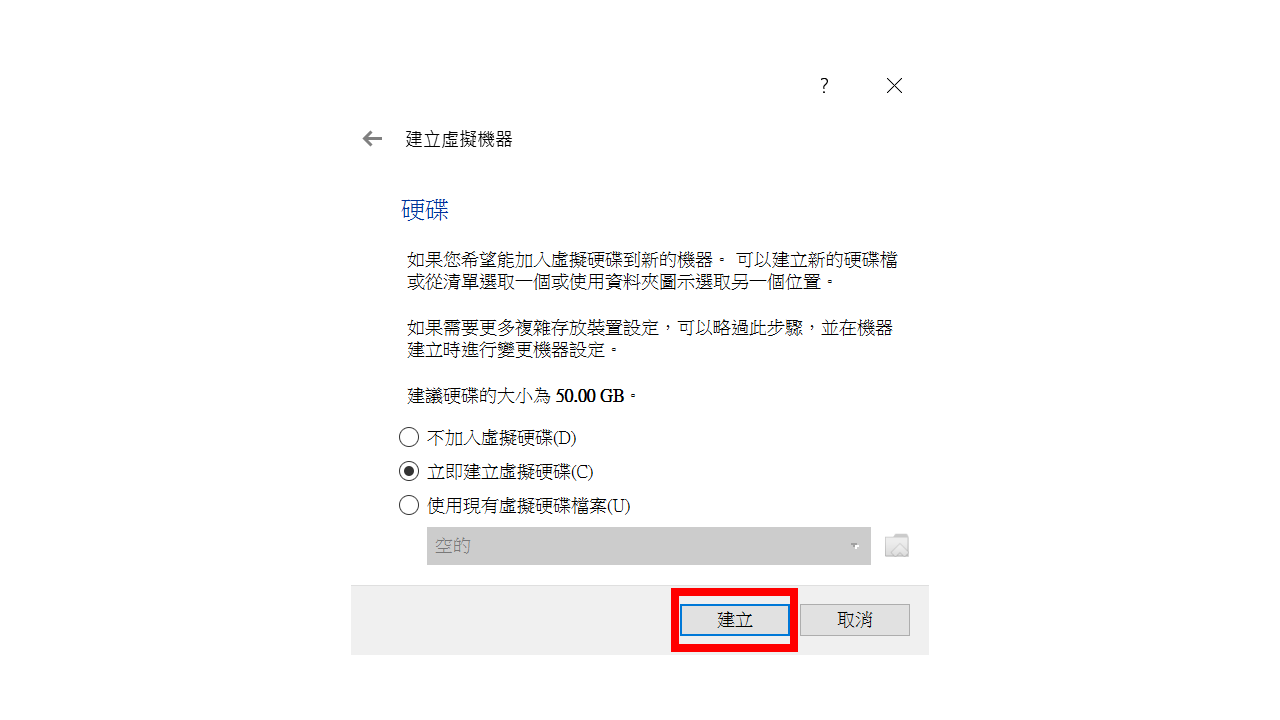 ?
建立虛擬機器
硬碟
如果您希望能加入虛擬硬碟到新的機器。 可以建立新的硬碟檔
或從清單選取一個或使用資料夾圖示選取另一個位置。
如果需要更多複雜存放裝置設定，可以略過此步驟，並在機器
建立時進行變更機器設定。
建議硬碟的大小為 50.00 GB。
不加入虛擬硬碟(D)
立即建立虛擬硬碟(C)
使用現有虛擬硬碟檔案(U)
空的
建立
取消